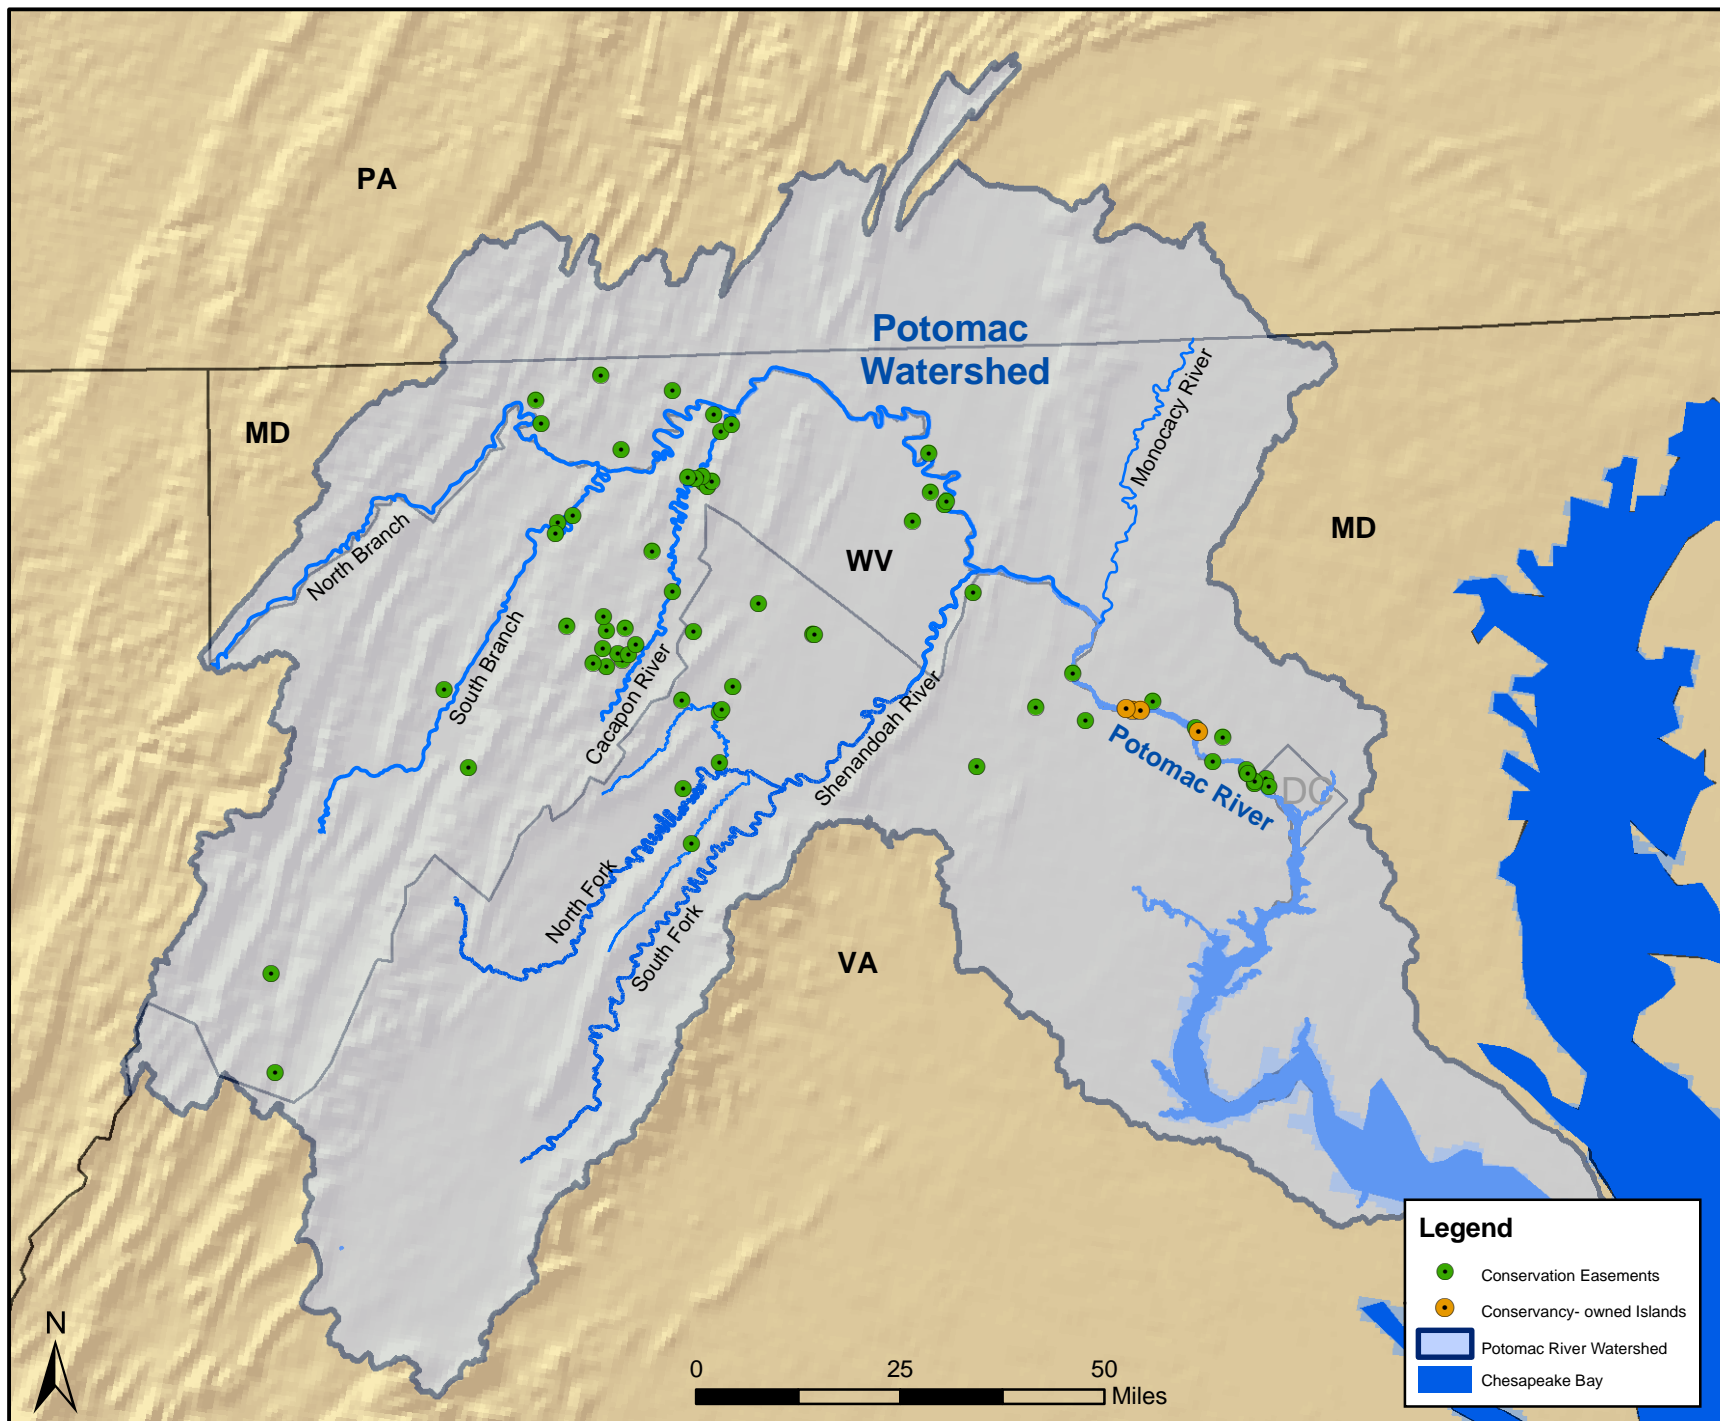 PA
Potomac
Watershed
MD
Monocacy River
MD
North Branch
WV
South Branch
Cacapon River
Shenandoah River
Potomac River
DC
North Fork
South Fork
VA
Legend
Conservation Easements
Conservancy- owned Islands
Potomac River Watershed
Chesapeake Bay
N
0 25 50
Miles